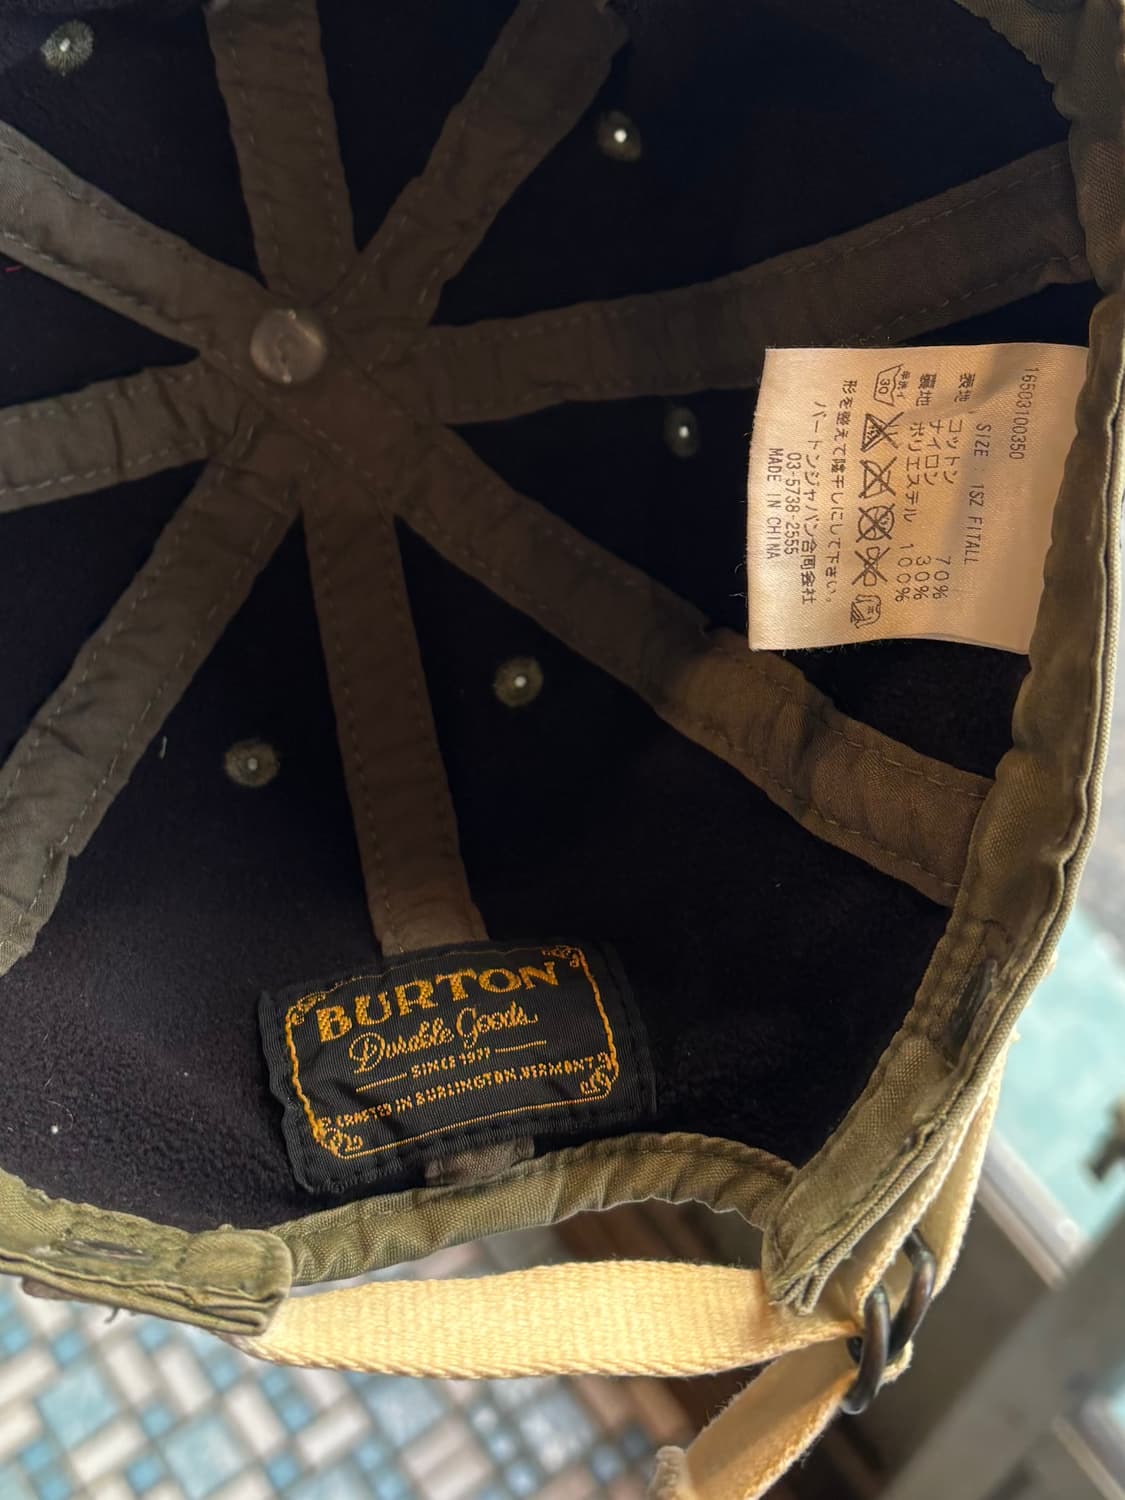 16503100350
SIZE : 1SZ FITALL
表地 コットン 70%
ナイロン 30%
裏地 ポリエステル 100%
30
形を整えて陰干しにして下さい。
バートンジャパン合同会社
03-5738-2555
MADE IN CHINA
BURTON
Durable Goods
SINCE 1977
CRAFTED IN BURLINGTON, VERMONT